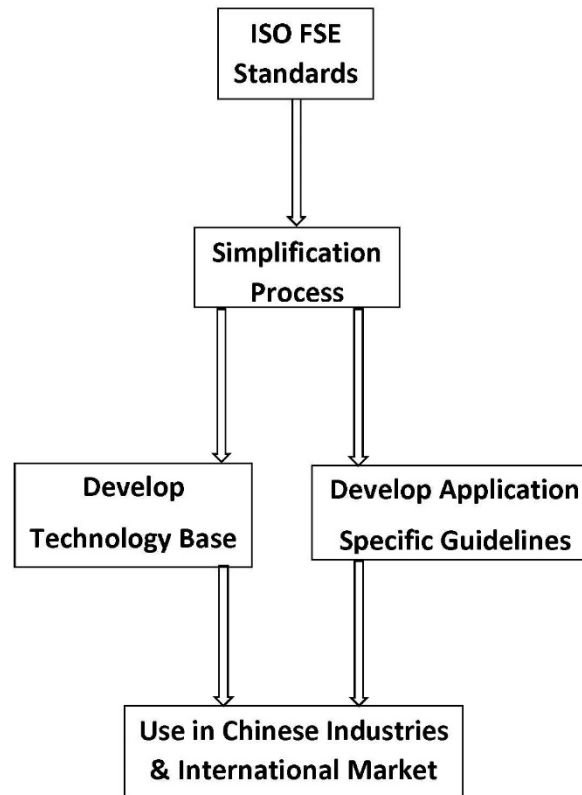 ISO FSE
Standards
Simplification
Process
Develop
Technology Base
Develop Application
Specific Guidelines
Use in Chinese Industries
& International Market